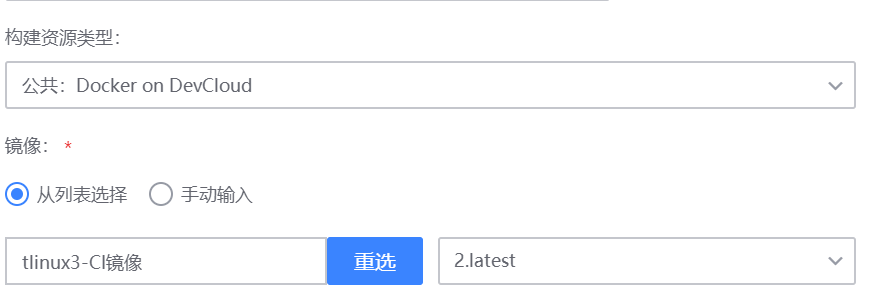 构建资源类型：
公共：Docker on DevCloud
镜像： *
从列表选择 手动输入
tlinux3-CI镜像 重选 2.latest